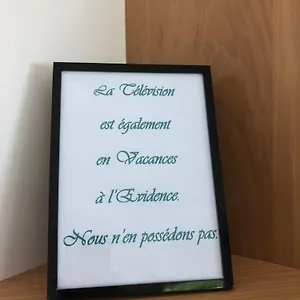 La Télévision
est également
en Vacances
à l'Evidence.
Nous n'en possédons pas.